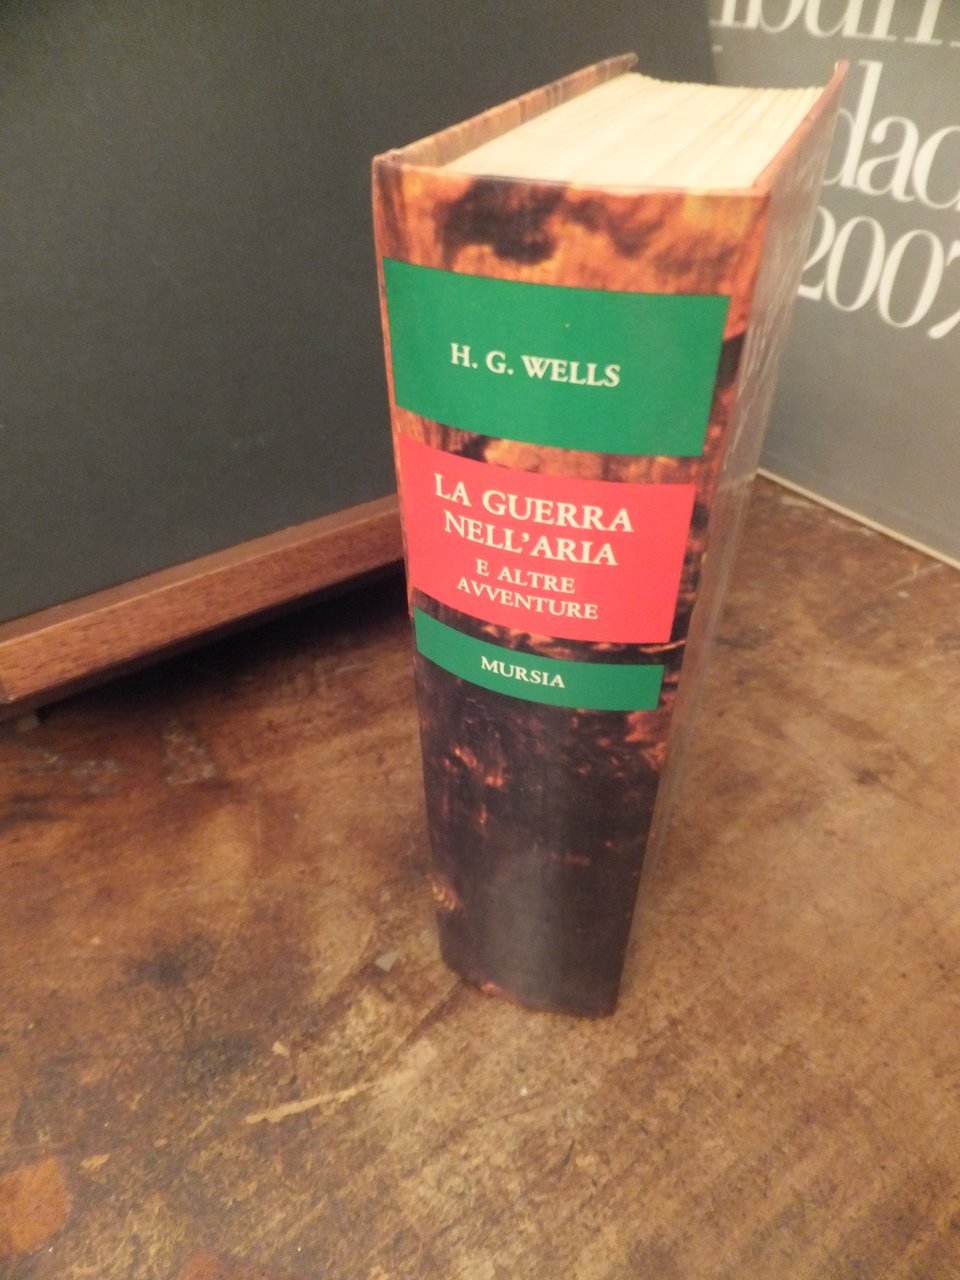 H. G. WELLS
LA GUERRA
NELL'ARIA
E ALTRE
AVVENTURE
MURSIA
2007